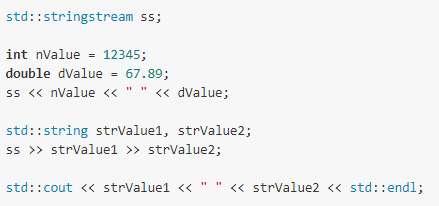 std::stringstream ss;
int nValue = 12345;
double dValue = 67.89;
ss << nValue << " " << dValue;
std::string strValue1, strValue2;
ss >> strValue1 >> strValue2;
std::cout << strValue1 << " " << strValue2 << std::endl;